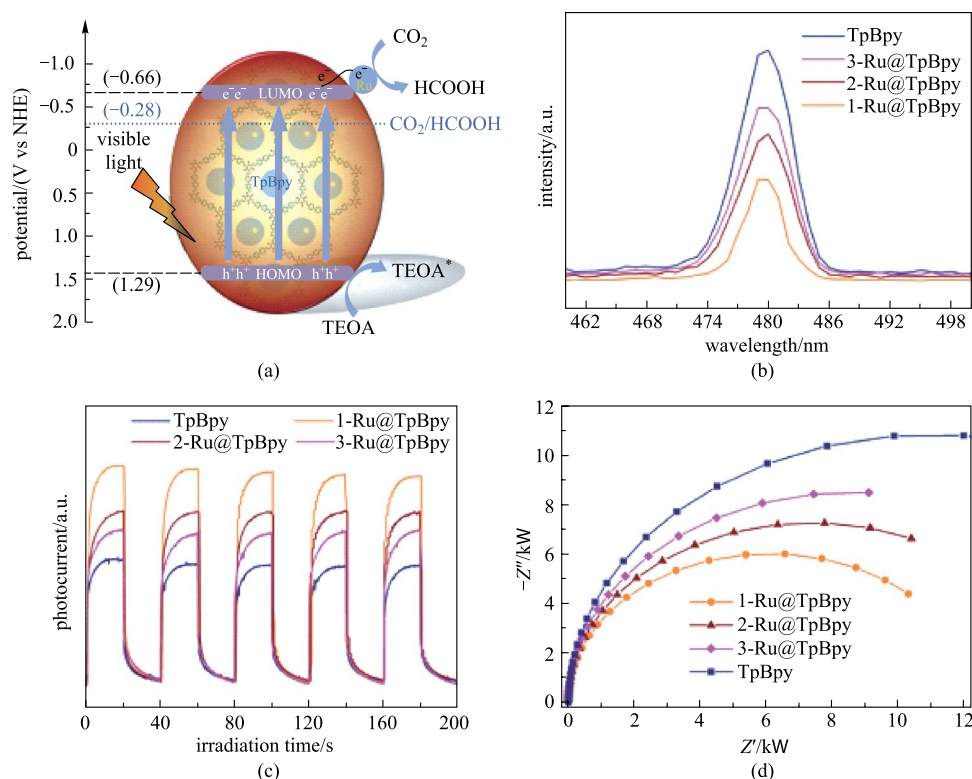 (a)
potential/(V vs NHE)
−1.0
−0.5
0
0.5
1.0
1.5
2.0
(−0.66)
(−0.28)
(1.29)
visible
light
CO2
HCOOH
Ru
e−
e−
e−e− LUMO e−e−
CO2/HCOOH
TpBpy
h+h+ HOMO h+h+
TEOA*
TEOA
(b)
intensity/a.u.
TpBpy
3-Ru@TpBpy
2-Ru@TpBpy
1-Ru@TpBpy
462 468 474 480 486 492 498
wavelength/nm
(c)
photocurrent/a.u.
TpBpy 1-Ru@TpBpy
2-Ru@TpBpy 3-Ru@TpBpy
0 40 80 120 160 200
irradiation time/s
(d)
−Z″/kW
12
10
8
6
4
2
0
1-Ru@TpBpy
2-Ru@TpBpy
3-Ru@TpBpy
TpBpy
0 2 4 6 8 10 12
Z′/kW